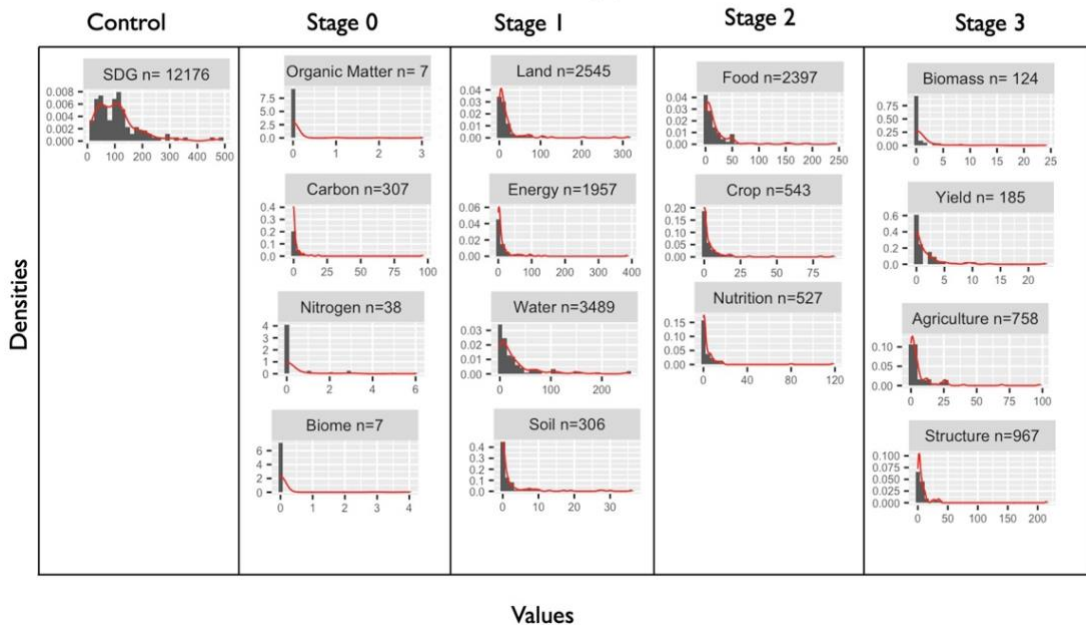 Control Stage 0 Stage 1 Stage 2 Stage 3
Densities
SDG n= 12176
0.008
0.006
0.004
0.002
0.000
0 100 200 300 400 500
Organic Matter n= 7
7.5
5.0
2.5
0.0
0 1 2 3
Carbon n=307
0.4
0.3
0.2
0.1
0.0
0 25 50 75 100
Nitrogen n=38
4
3
2
1
0
0 2 4 6
Biome n=7
6
4
2
0
0 1 2 3 4
Land n=2545
0.04
0.03
0.02
0.01
0.00
0 100 200 300
Energy n=1957
0.06
0.04
0.02
0.00
0 100 200 300 400
Water n=3489
0.03
0.02
0.01
0.00
0 100 200
Soil n=306
0.4
0.3
0.2
0.1
0.0
0 10 20 30
Food n=2397
0.04
0.03
0.02
0.01
0.00
0 50 100 150 200 250
Crop n=543
0.20
0.15
0.10
0.05
0.00
0 25 50 75
Nutrition n=527
0.15
0.10
0.05
0.00
0 40 80 120
Biomass n= 124
0.75
0.50
0.25
0.00
0 5 10 15 20 25
Yield n= 185
0.6
0.4
0.2
0.0
0 5 10 15 20
Agriculture n=758
0.10
0.05
0.00
0 25 50 75 100
Structure n=967
0.100
0.075
0.050
0.025
0.000
0 50 100 150 200
Values